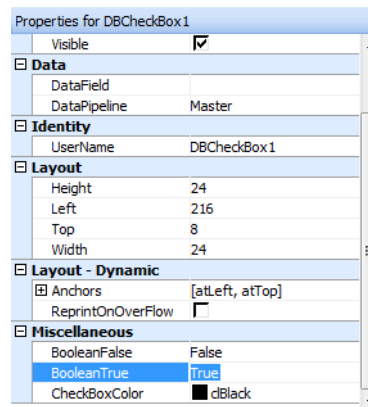 Properties for DBCheckBox1
Visible
Data
DataField
DataPipeline Master
Identity
UserName DBCheckBox1
Layout
Height 24
Left 216
Top 8
Width 24
Layout - Dynamic
Anchors [atLeft, atTop]
ReprintOnOverFlow
Miscellaneous
BooleanFalse False
BooleanTrue True
CheckBoxColor clBlack